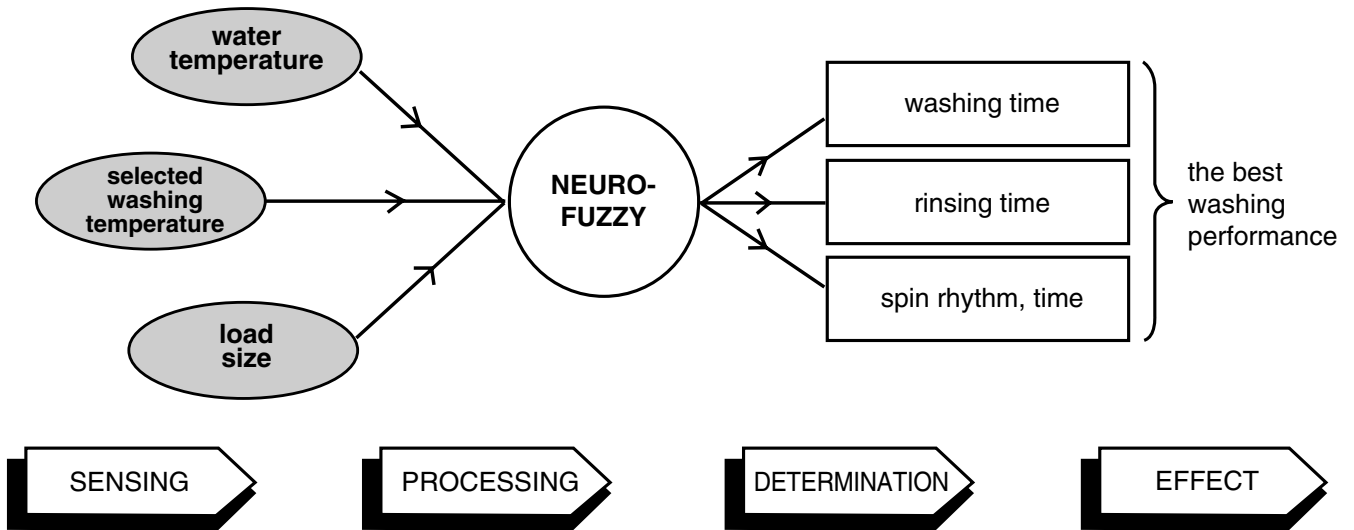 water
temperature
selected
washing
temperature
load
size
NEURO-
FUZZY
washing time
rinsing time
spin rhythm, time
the best
washing
performance
SENSING
PROCESSING
DETERMINATION
EFFECT